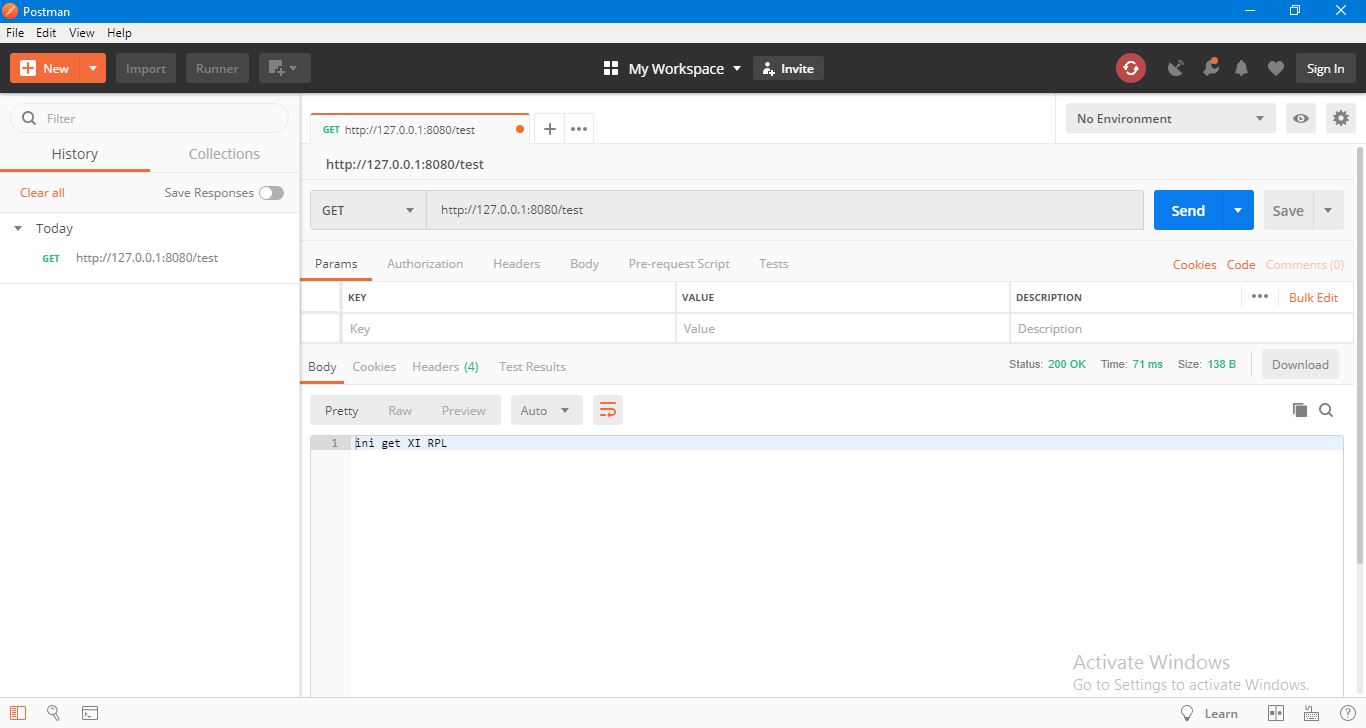 Postman
File Edit View Help
New Import Runner My Workspace Invite Sign In
Filter
History Collections
Clear all Save Responses
Today
GET http://127.0.0.1:8080/test
GET http://127.0.0.1:8080/test
No Environment
http://127.0.0.1:8080/test
GET http://127.0.0.1:8080/test Send Save
Params Authorization Headers Body Pre-request Script Tests Cookies Code Comments (0)
KEY VALUE DESCRIPTION Bulk Edit
Key Value Description
Body Cookies Headers (4) Test Results Status: 200 OK Time: 71 ms Size: 138 B Download
Pretty Raw Preview Auto
1 ini get XI RPL
Activate Windows
Go to Settings to activate Windows.
Learn